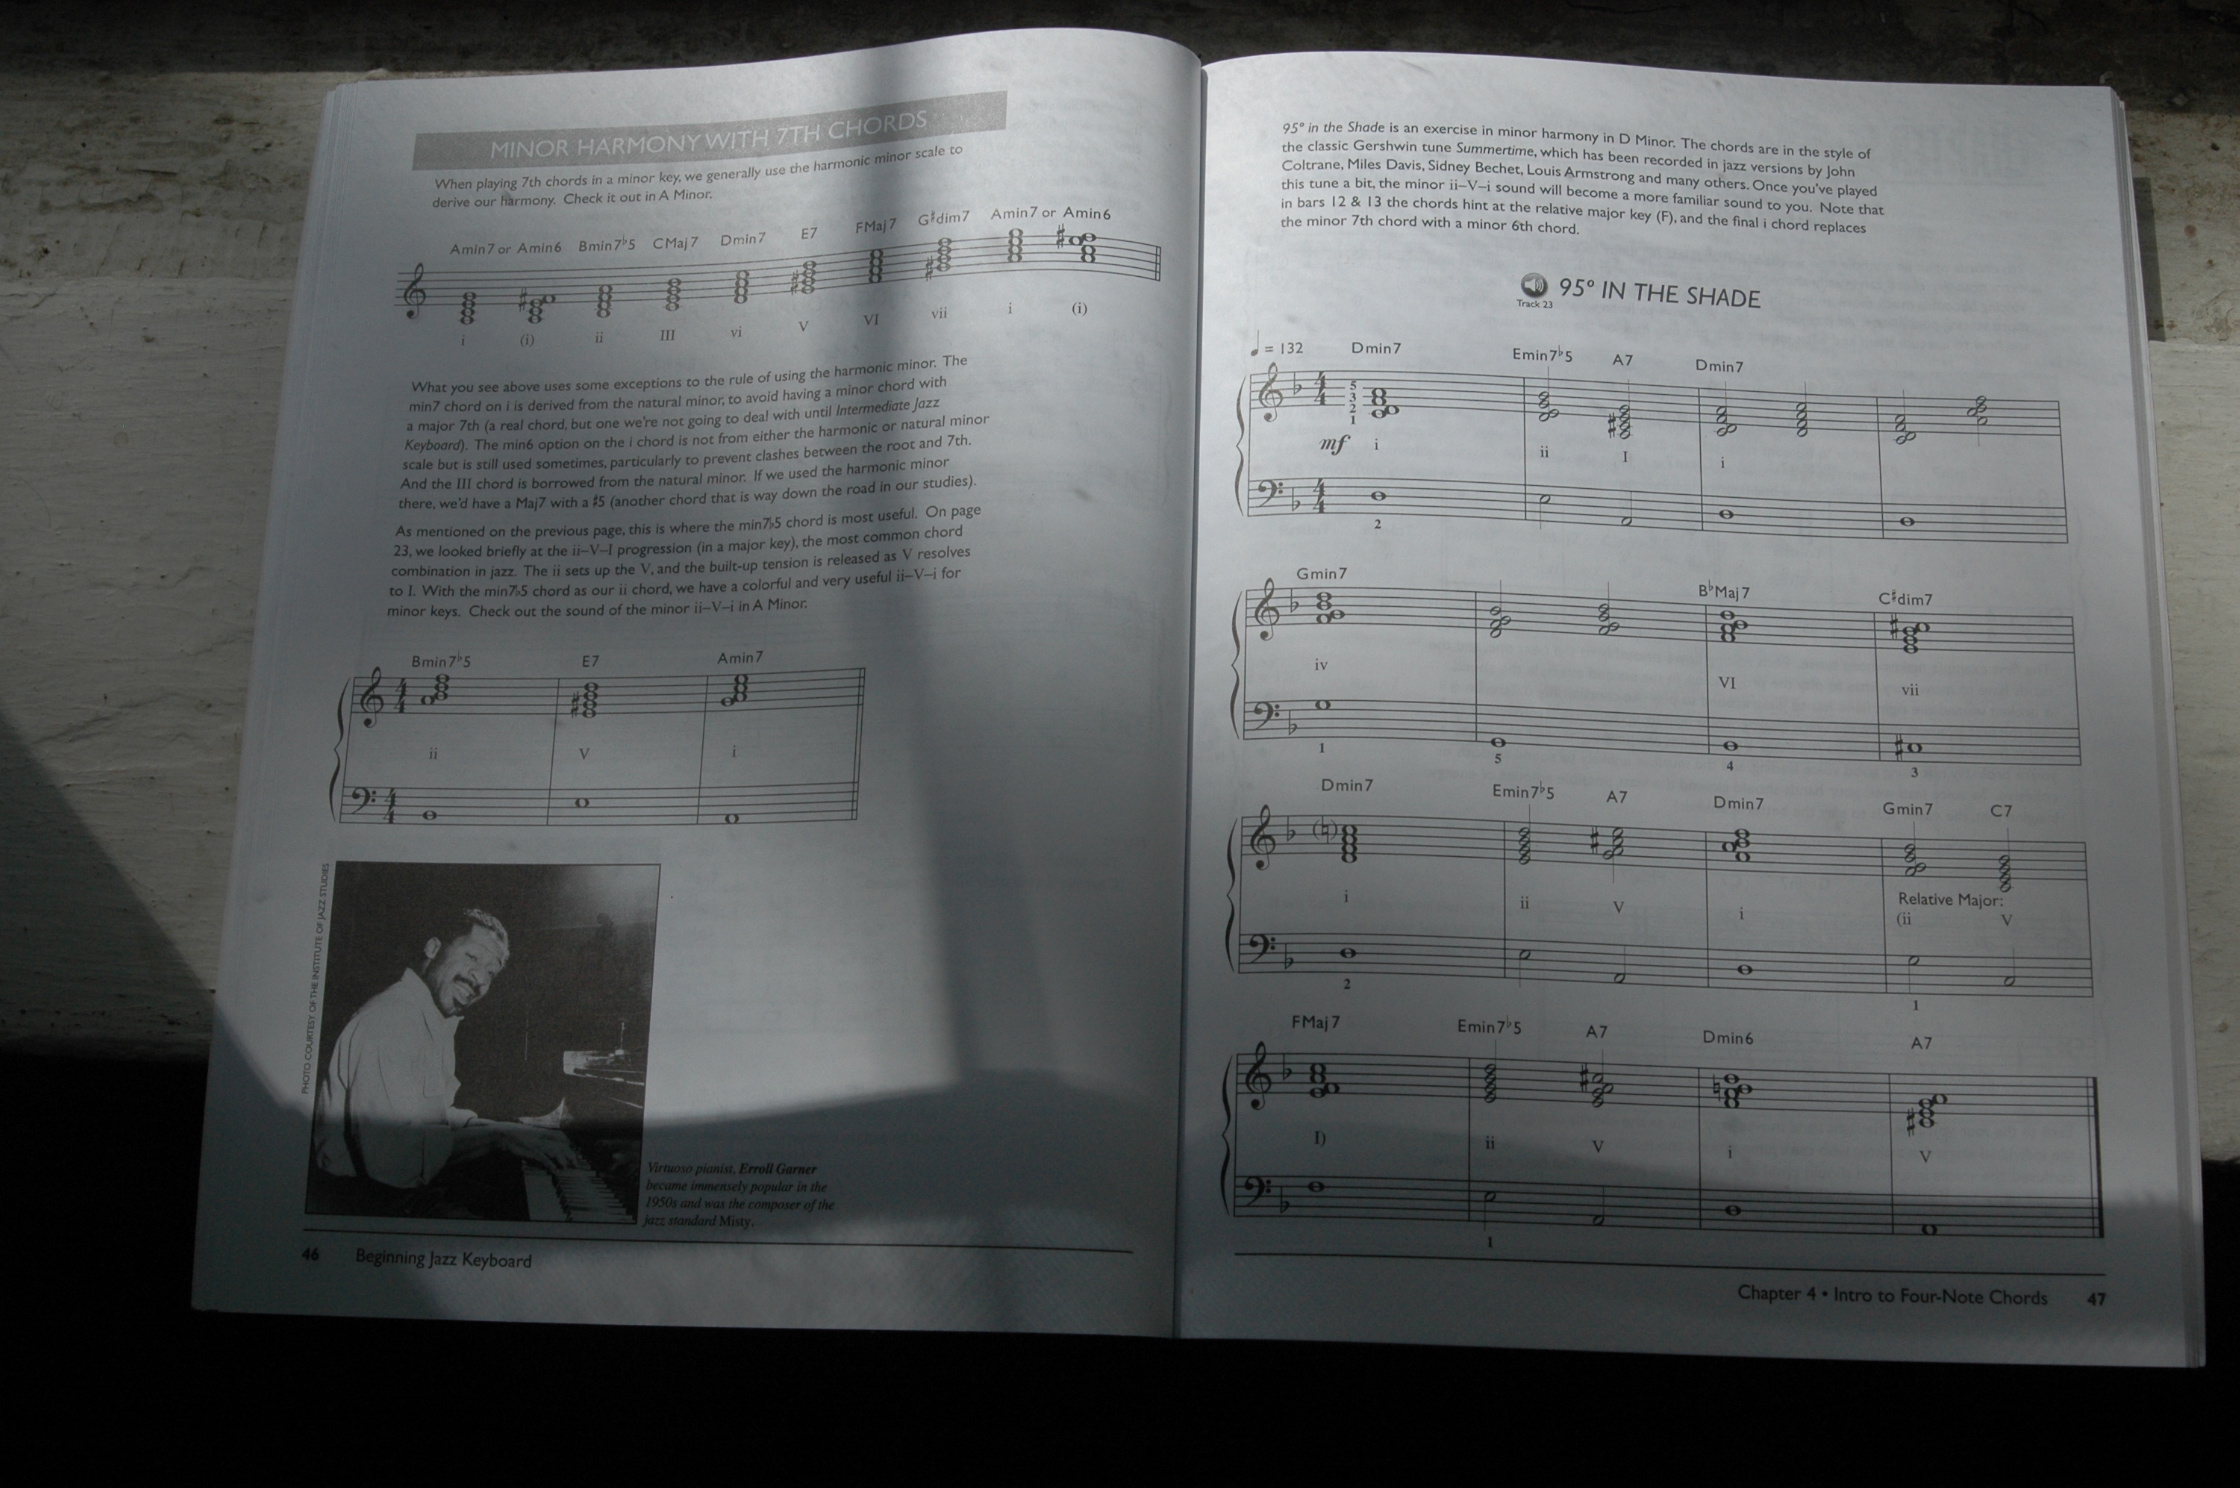 MINOR HARMONY WITH 7TH CHORDS
When playing 7th chords in a minor key, we generally use the harmonic minor scale to
derive our harmony. Check it out in A Minor.
Amin7 or Amin6 Bmin7♭5 CMaj7 Dmin7 E7 FMaj7 G♯dim7 Amin7 or Amin6
i (i) ii III vi V VI vii i (i)
What you see above uses some exceptions to the rule of using the harmonic minor. The
min7 chord on i is derived from the natural minor, to avoid having a minor chord with
a major 7th (a real chord, but one we're not going to deal with until Intermediate Jazz
Keyboard). The min6 option on the i chord is not from either the harmonic or natural minor
scale but is still used sometimes, particularly to prevent clashes between the root and 7th.
And the III chord is borrowed from the natural minor. If we used the harmonic minor
there, we'd have a Maj7 with a ♯5 (another chord that is way down the road in our studies).
As mentioned on the previous page, this is where the min7♭5 chord is most useful. On page
23, we looked briefly at the ii–V–I progression (in a major key), the most common chord
combination in jazz. The ii sets up the V, and the built-up tension is released as V resolves
to I. With the min7♭5 chord as our ii chord, we have a colorful and very useful ii–V–i for
minor keys. Check out the sound of the minor ii–V–i in A Minor.
Bmin7♭5 E7 Amin7
4 4
ii V i
4 4
PHOTO COURTESY OF THE INSTITUTE OF JAZZ STUDIES
Virtuoso pianist, Erroll Garner
became immensely popular in the
1950s and was the composer of the
jazz standard Misty.
46 Beginning Jazz Keyboard
95° in the Shade is an exercise in minor harmony in D Minor. The chords are in the style of
the classic Gershwin tune Summertime, which has been recorded in jazz versions by John
Coltrane, Miles Davis, Sidney Bechet, Louis Armstrong and many others. Once you've played
this tune a bit, the minor ii–V–i sound will become a more familiar sound to you. Note that
in bars 12 & 13 the chords hint at the relative major key (F), and the final i chord replaces
the minor 7th chord with a minor 6th chord.
95° IN THE SHADE
Track 23
♩ = 132 Dmin7 Emin7♭5 A7 Dmin7
4 4 5 3 2 1
mf i ii I i
4 4
2
Gmin7 B♭Maj7 C♯dim7
iv VI vii
1 5 4 3
Dmin7 Emin7♭5 A7 Dmin7 Gmin7 C7
Relative Major:
i ii V i (ii V
2 1
FMaj7 Emin7♭5 A7 Dmin6 A7
I) ii V i V
1
Chapter 4 • Intro to Four-Note Chords 47